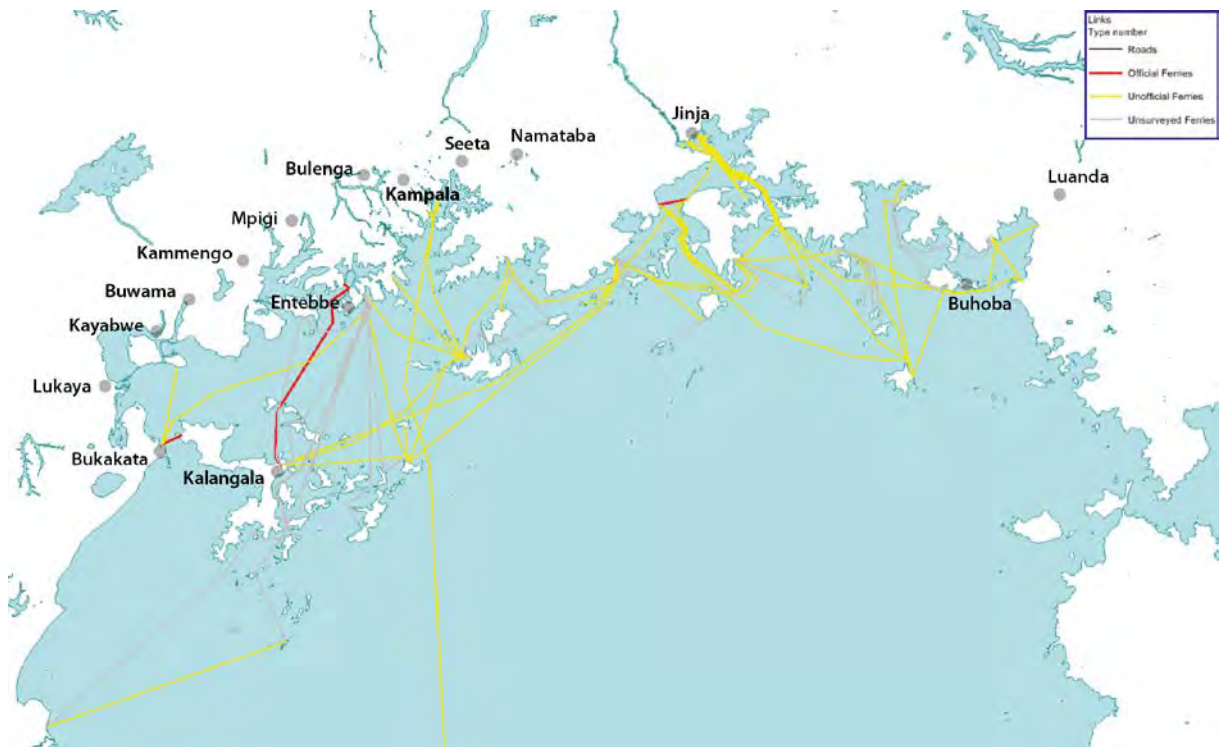 Links
Type number
Roads
Official Ferries
Unofficial Ferries
Unsurveyed Ferries
Jinja
Namataba
Seeta
Bulenga
Kampala
Luanda
Mpigi
Kammengo
Buwama
Entebbe
Buhoba
Kayabwe
Lukaya
Bukakata
Kalangala